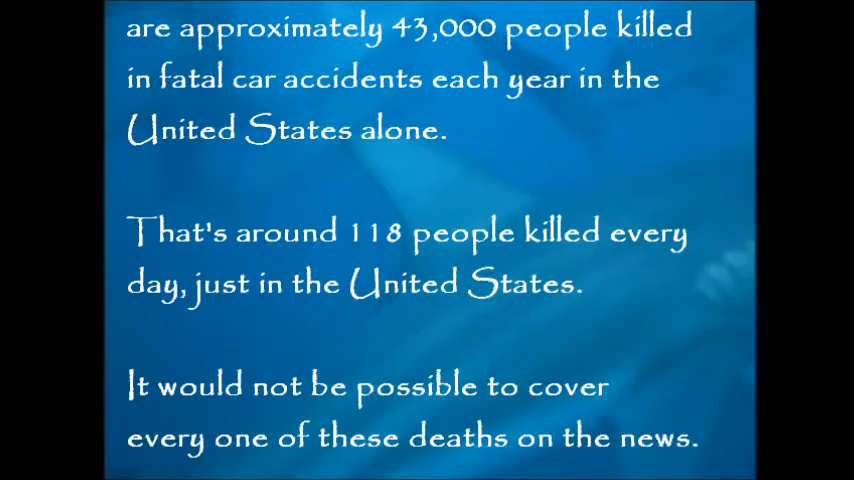 are approximately 43,000 people killed
in fatal car accidents each year in the
United States alone.
That's around 118 people killed every
day, just in the United States.
It would not be possible to cover
every one of these deaths on the news.